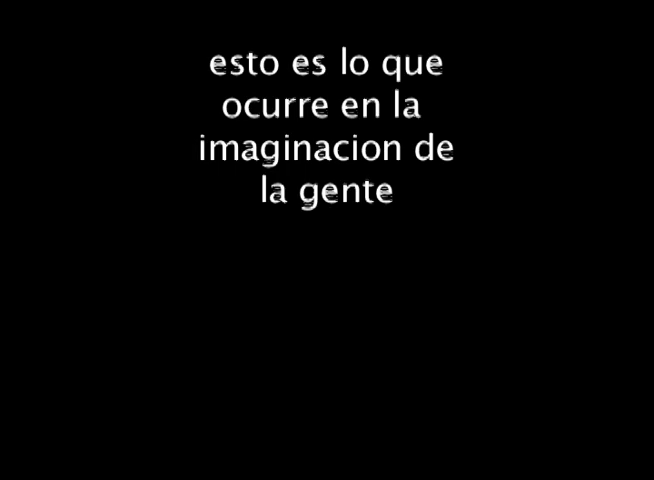 esto es lo que
ocurre en la
imaginacion de
la gente